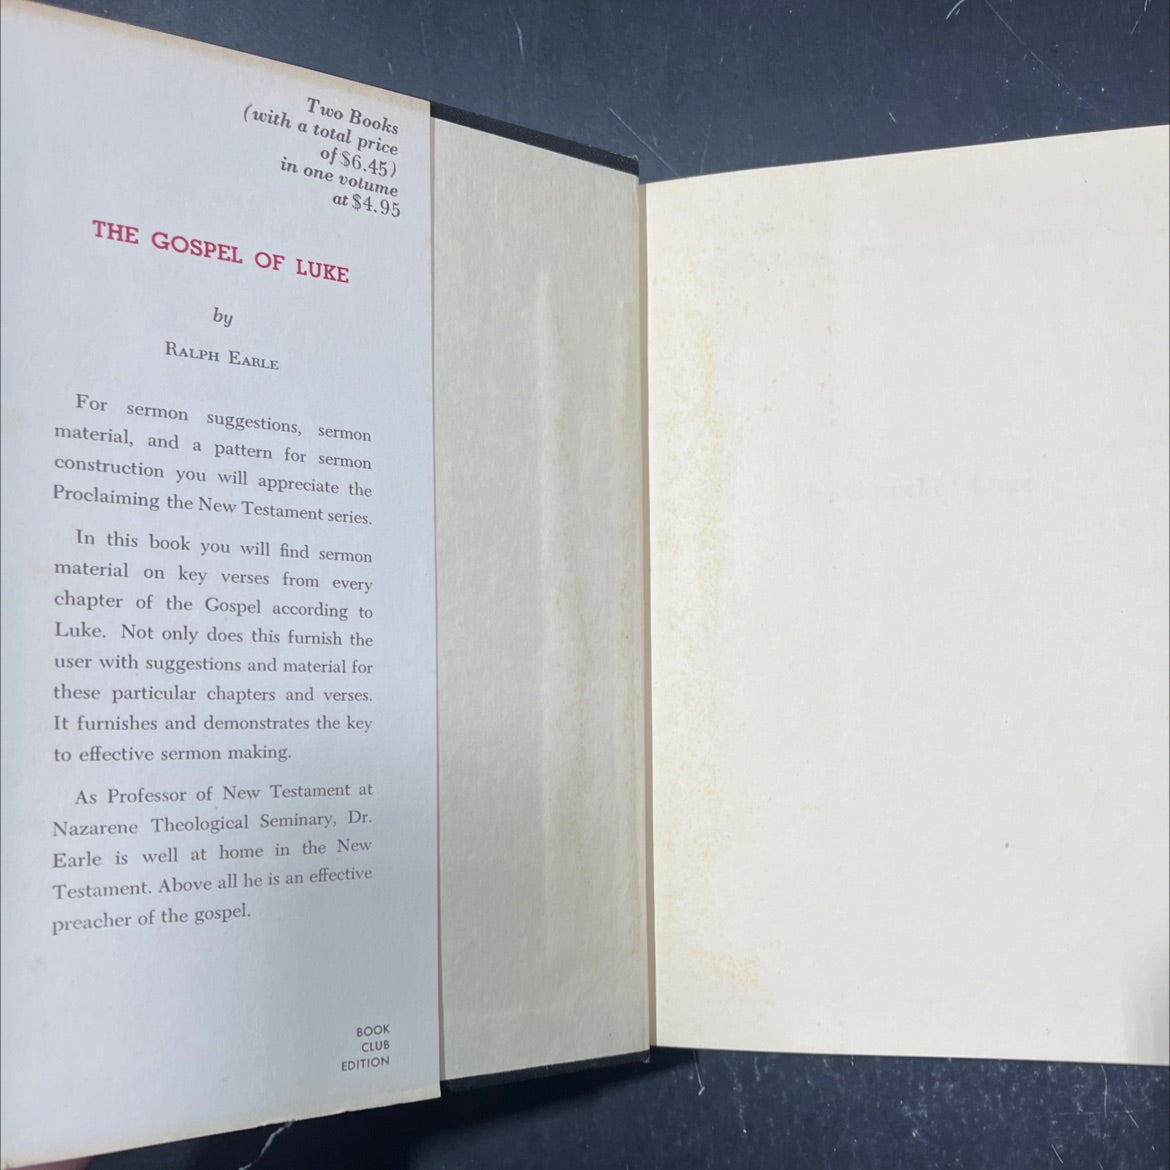 Two Books
(with a total price
of $6.45)
in one volume
at $4.95
THE GOSPEL OF LUKE
by
RALPH EARLE
For sermon suggestions, sermon
material, and a pattern for sermon
construction you will appreciate the
Proclaiming the New Testament series.
In this book you will find sermon
material on key verses from every
chapter of the Gospel according to
Luke. Not only does this furnish the
user with suggestions and material for
these particular chapters and verses.
It furnishes and demonstrates the key
to effective sermon making.
As Professor of New Testament at
Nazarene Theological Seminary, Dr.
Earle is well at home in the New
Testament. Above all he is an effective
preacher of the gospel.
BOOK
CLUB
EDITION